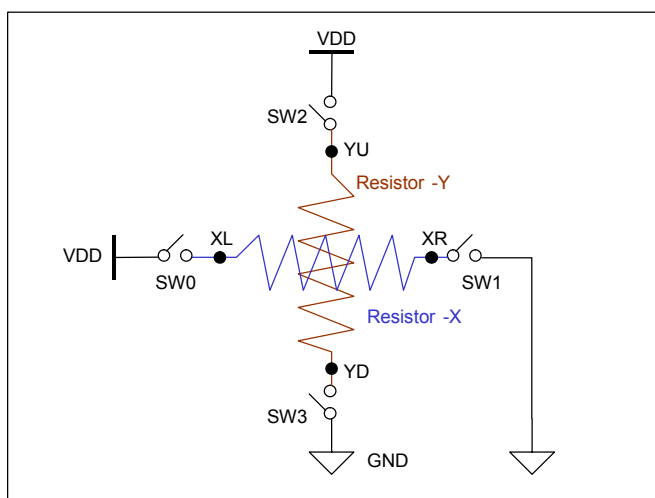 VDD
SW2
YU
Resistor -Y
XL
XR
VDD
SW0
SW1
Resistor -X
YD
SW3
GND